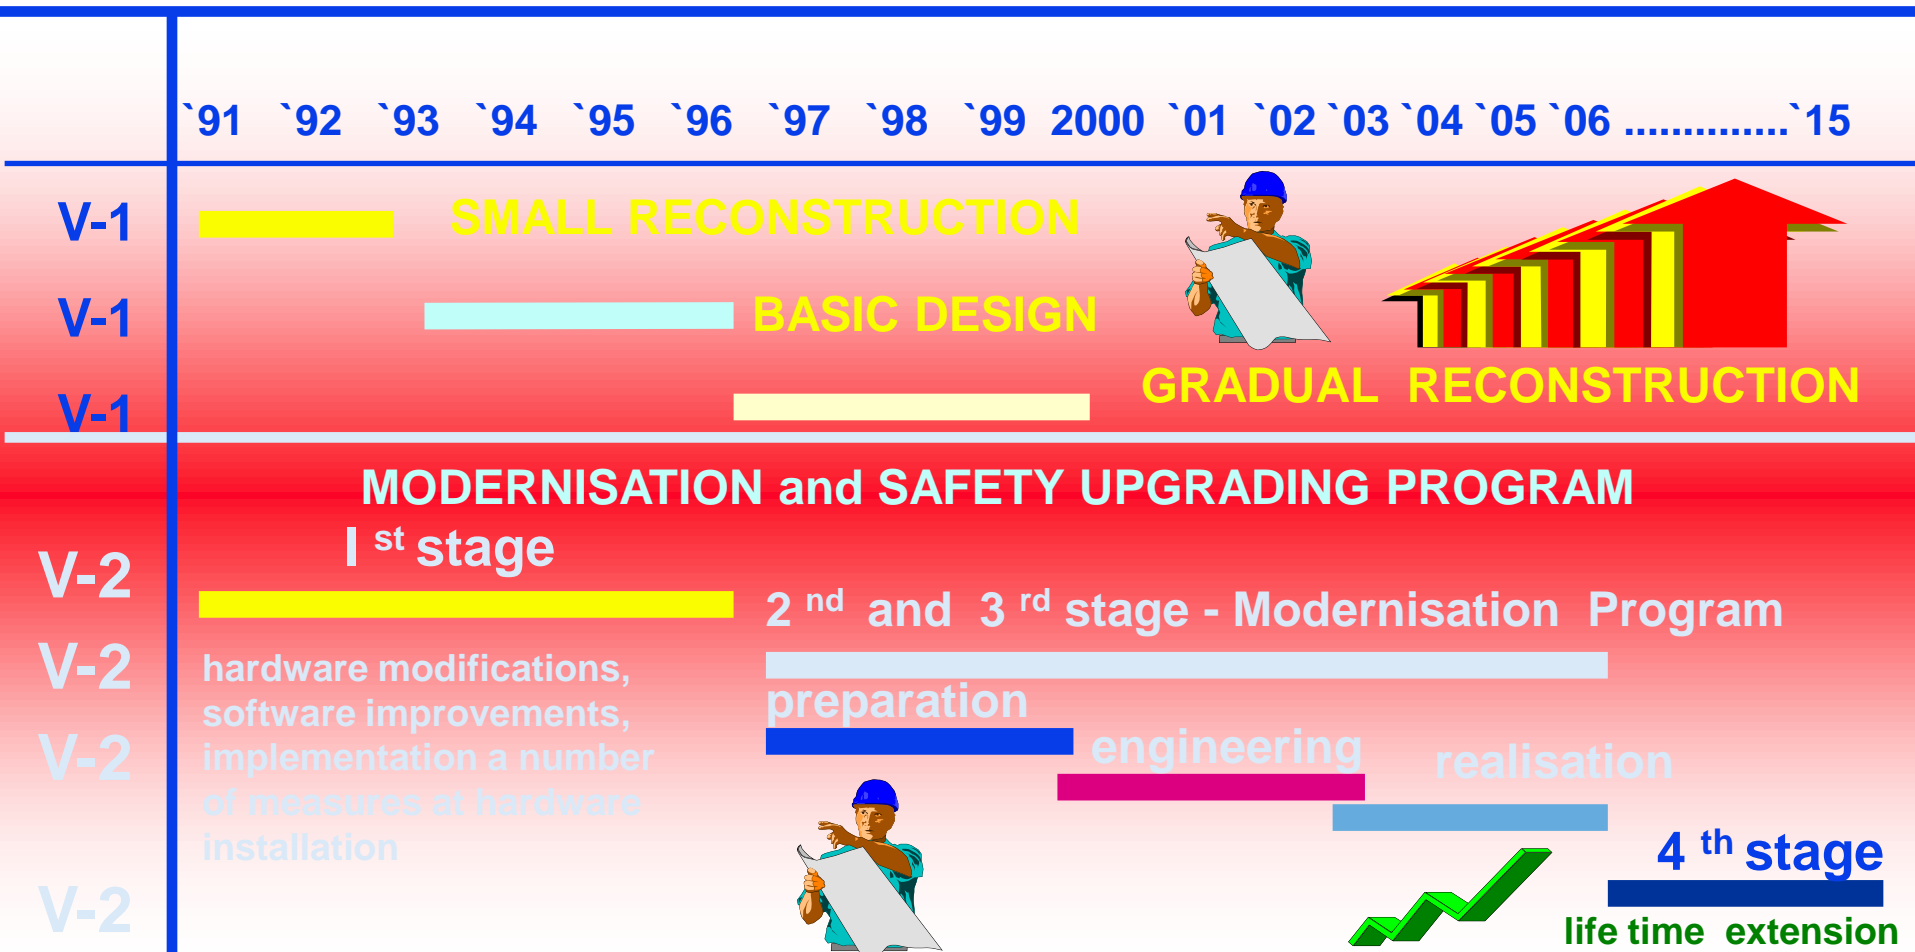 `91 `92 `93 `94 `95 `96 `97 `98 `99 2000 `01 `02 `03 `04 `05 `06 ..............`15
V-1 SMALL RECONSTRUCTION
V-1 BASIC DESIGN
V-1 GRADUAL RECONSTRUCTION
MODERNISATION and SAFETY UPGRADING PROGRAM
I st stage
V-2
2 nd and 3 rd stage - Modernisation Program
V-2
hardware modifications,
software improvements,
implementation a number
of measures at hardware
installation
preparation
V-2
engineering
realisation
4 th stage
V-2
life time extension